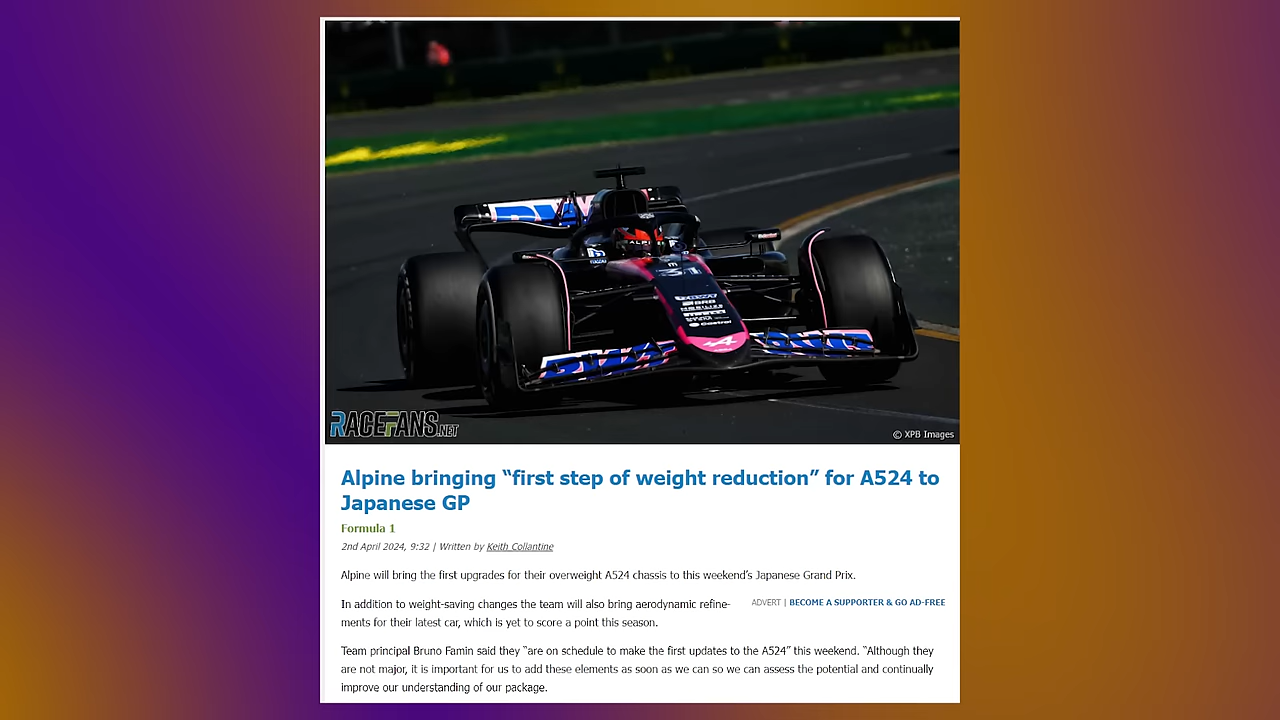 31
BRB
Castrol
RACEFANS.NET
© XPB Images
Alpine bringing “first step of weight reduction” for A524 to
Japanese GP
Formula 1
2nd April 2024, 9:32 | Written by Keith Collantine
Alpine will bring the first upgrades for their overweight A524 chassis to this weekend’s Japanese Grand Prix.
In addition to weight-saving changes the team will also bring aerodynamic refine-
ADVERT | BECOME A SUPPORTER & GO AD-FREE
ments for their latest car, which is yet to score a point this season.
Team principal Bruno Famin said they “are on schedule to make the first updates to the A524” this weekend. “Although they
are not major, it is important for us to add these elements as soon as we can so we can assess the potential and continually
improve our understanding of our package.